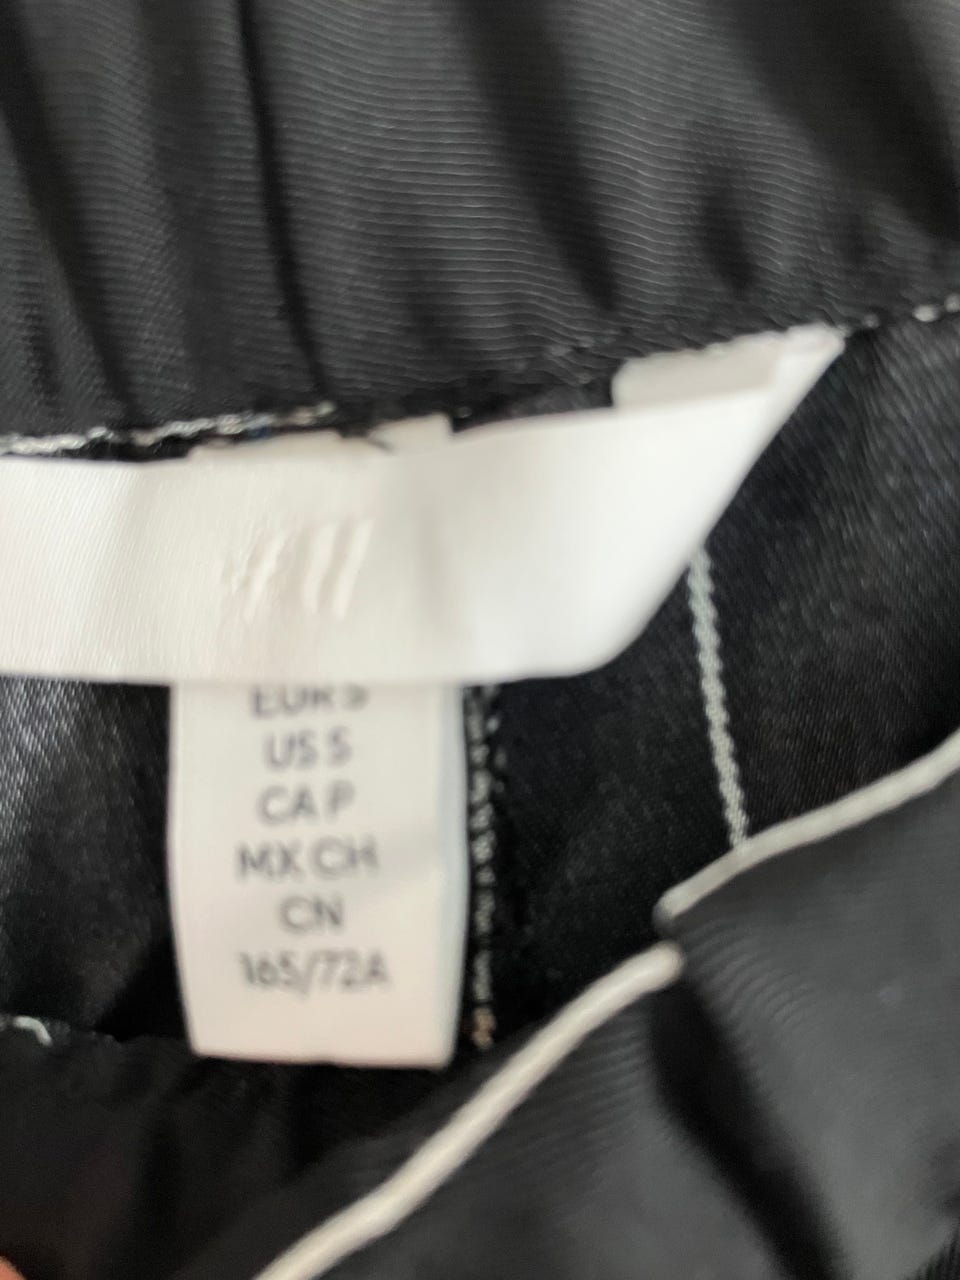 EUR S
US S
CA P
MX CH
CN
165/72A